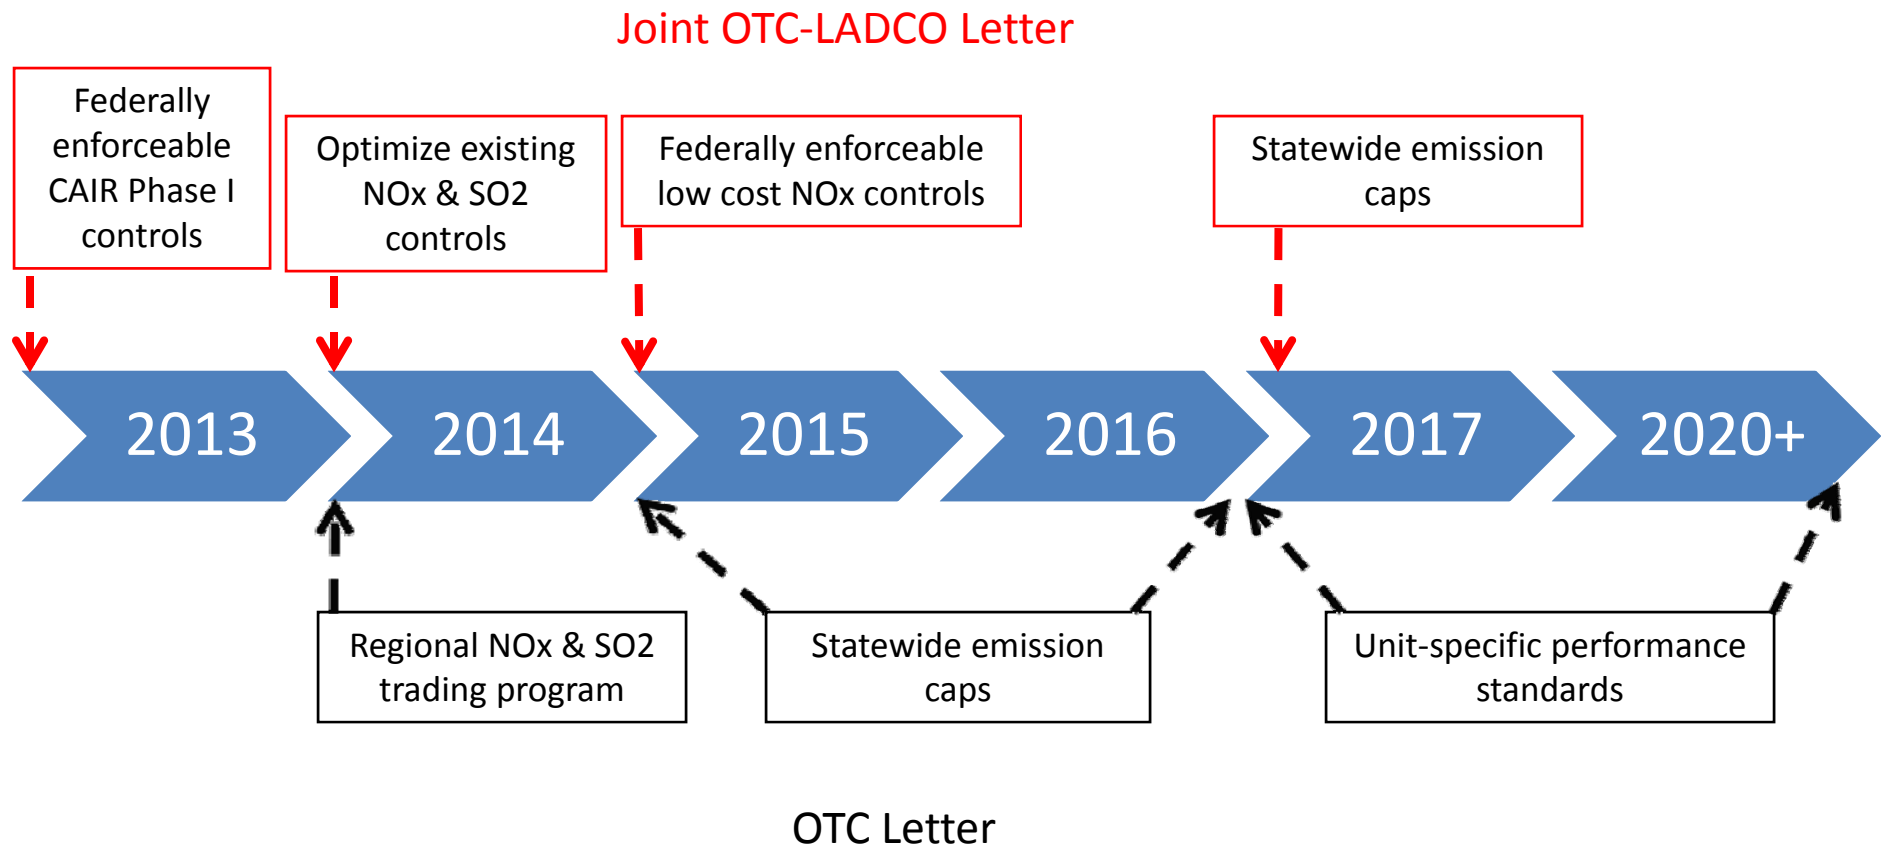 Joint OTC-LADCO Letter
Federally
enforceable
CAIR Phase I
controls
Optimize existing
NOx & SO2
controls
Federally enforceable
low cost NOx controls
Statewide emission
caps
2013
2014
2015
2016
2017
2020+
Regional NOx & SO2
trading program
Statewide emission
caps
Unit-specific performance
standards
OTC Letter